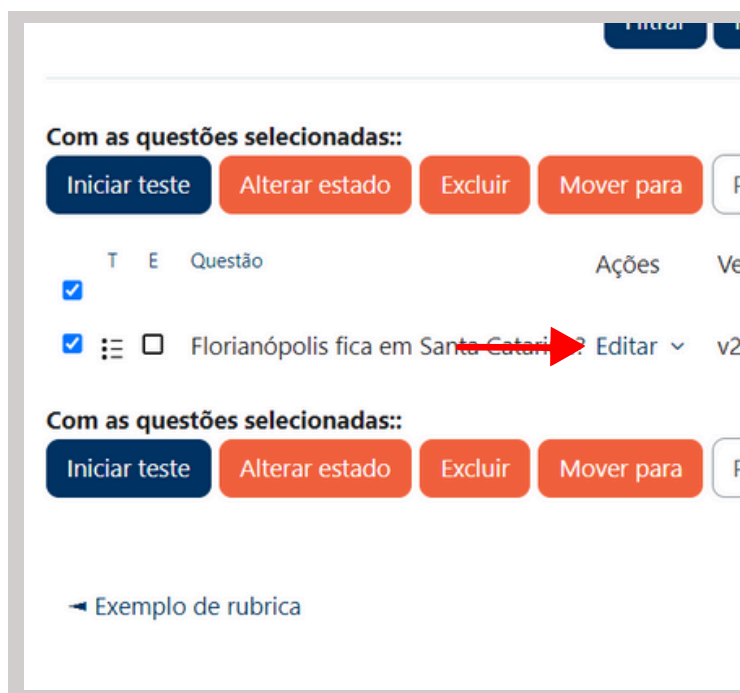 Filtrar
Com as questões selecionadas::
Iniciar teste Alterar estado Excluir Mover para
T E Questão Ações
Florianópolis fica em Santa ? Editar v2
Com as questões selecionadas::
Iniciar teste Alterar estado Excluir Mover para
◄ Exemplo de rubrica